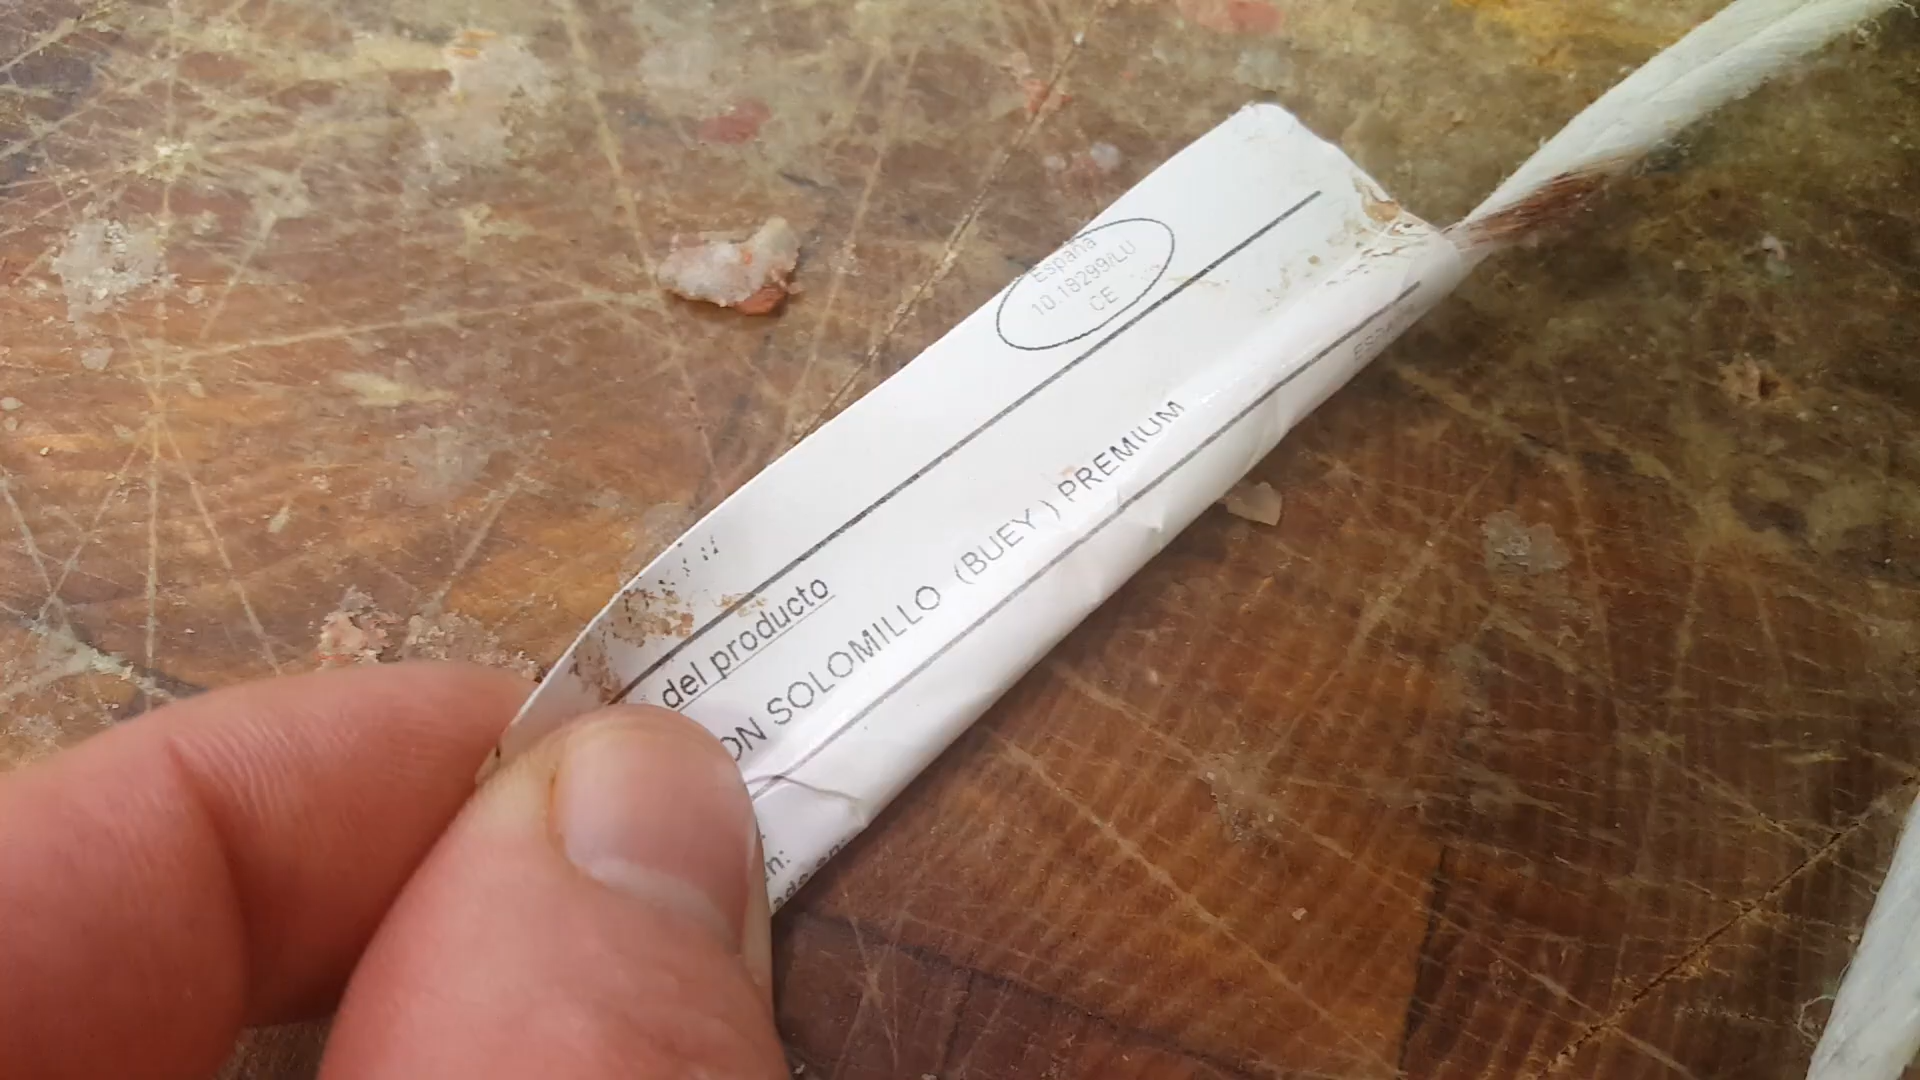 España
10.18299/LU
CE
del producto
ON SOLOMILLO (BUEY) PREMIUM